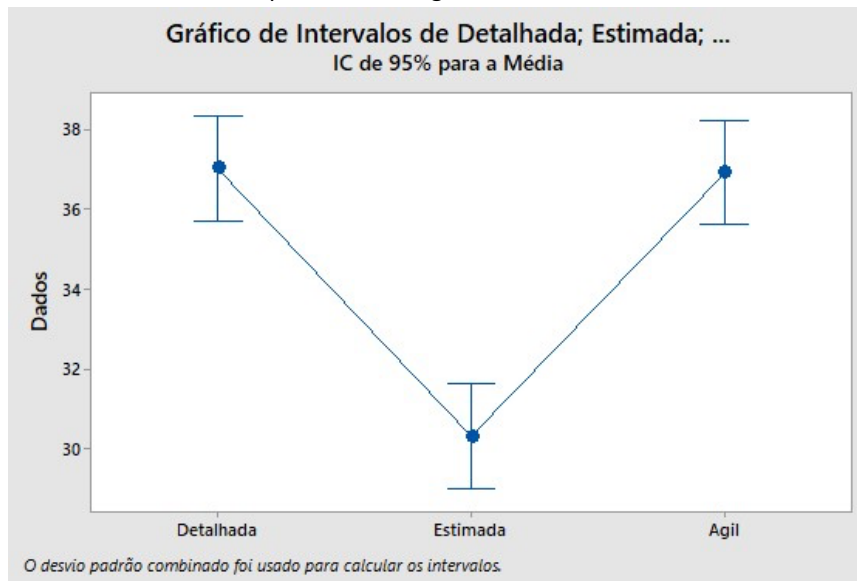 Gráfico de Intervalos de Detalhada; Estimada; ...
IC de 95% para a Média
Dados
38
36
34
32
30
Detalhada Estimada Agil
O desvio padrão combinado foi usado para calcular os intervalos.